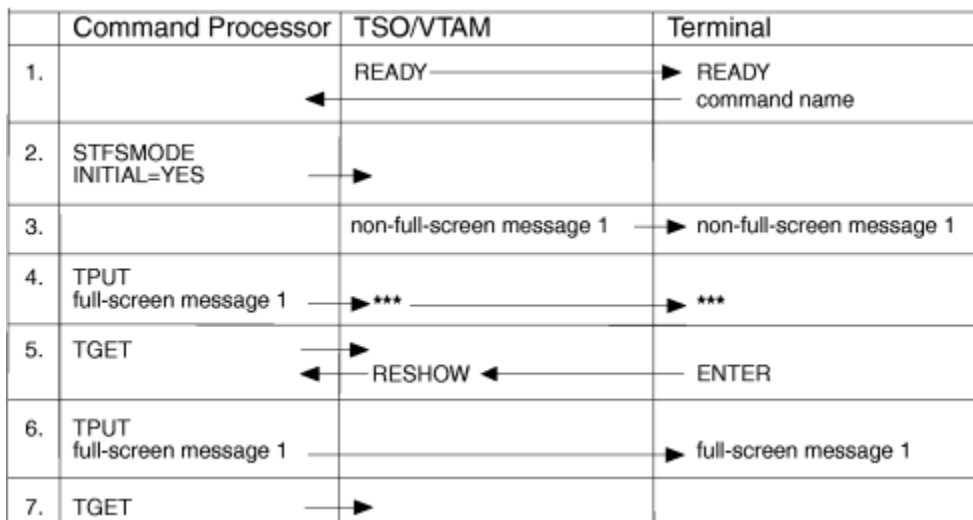 Command Processor TSO/VTAM Terminal
1. READY READY
command name
2. STFSMODE
INITIAL=YES
3. non-full-screen message 1 non-full-screen message 1
4. TPUT
full-screen message 1 *** ***
5. TGET
RESHOW ENTER
6. TPUT
full-screen message 1 full-screen message 1
7. TGET